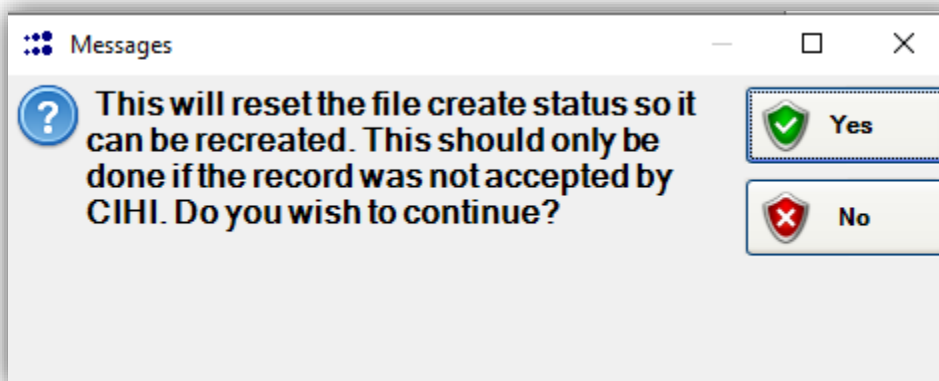 Messages
This will reset the file create status so it
can be recreated. This should only be
done if the record was not accepted by
CIHI. Do you wish to continue?
Yes
No